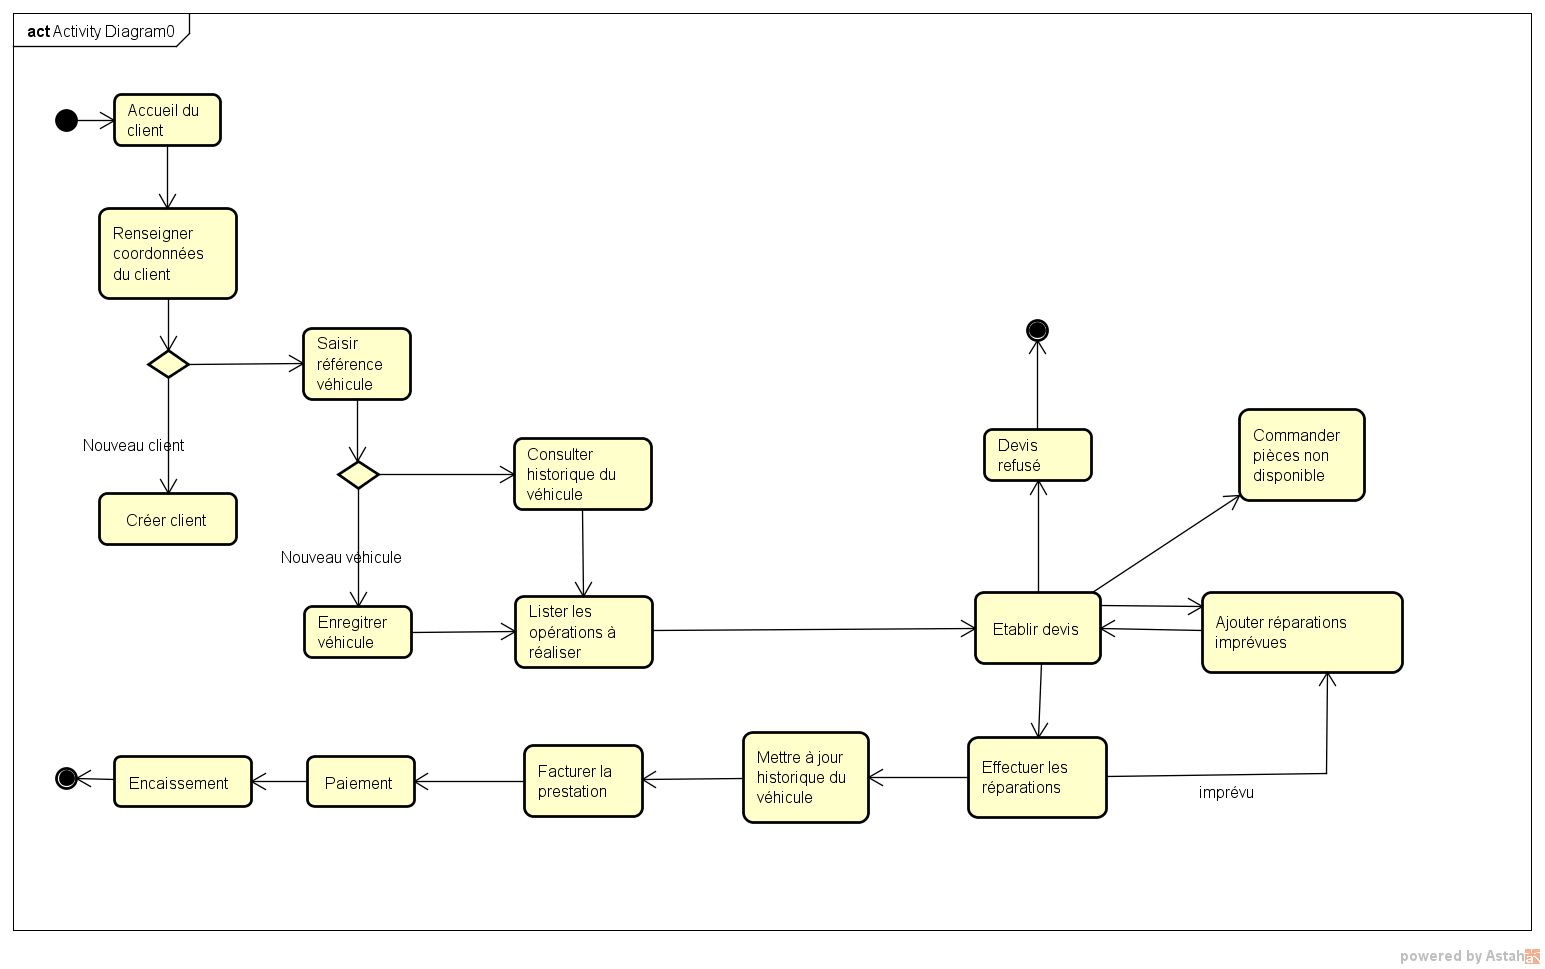 act Activity Diagram0
Accueil du
client
Renseigner
coordonnées
du client
Saisir
référence
véhicule
Nouveau client
Créer client
Consulter
historique du
véhicule
Nouveau véhicule
Enregitrer
véhicule
Lister les
opérations à
réaliser
Devis
refusé
Commander
pièces non
disponible
Etablir devis
Ajouter réparations
imprévues
Effectuer les
réparations
imprévu
Mettre à jour
historique du
véhicule
Facturer la
prestation
Paiement
Encaissement
powered by Astah